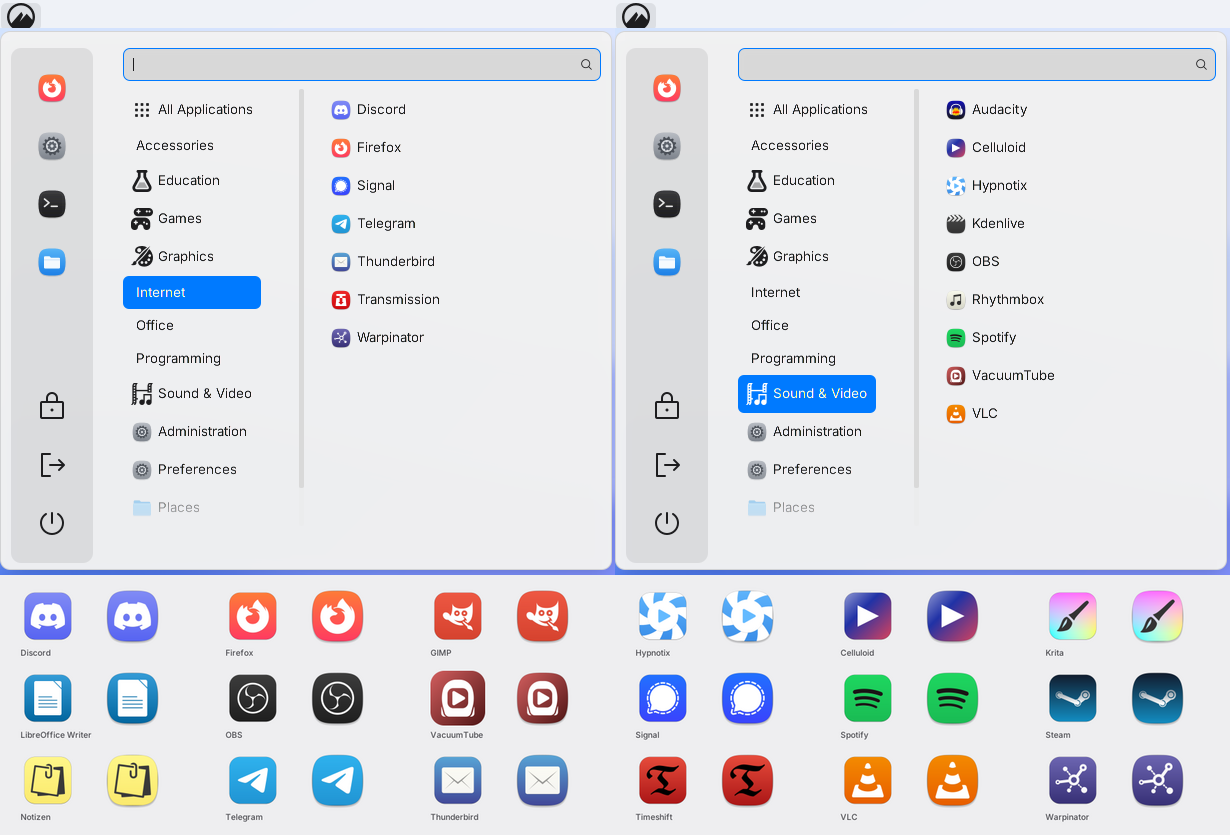 All Applications
Accessories
Education
Games
Graphics
Internet
Office
Programming
Sound & Video
Administration
Preferences
Places
Discord
Firefox
Signal
Telegram
Thunderbird
Transmission
Warpinator
All Applications
Accessories
Education
Games
Graphics
Internet
Office
Programming
Sound & Video
Administration
Preferences
Places
Audacity
Celluloid
Hypnotix
Kdenlive
OBS
Rhythmbox
Spotify
VacuumTube
VLC
Discord
Firefox
GIMP
Hypnotix
Celluloid
Krita
LibreOffice Writer
OBS
VacuumTube
Signal
Spotify
Steam
Notizen
Telegram
Thunderbird
Timeshift
VLC
Warpinator